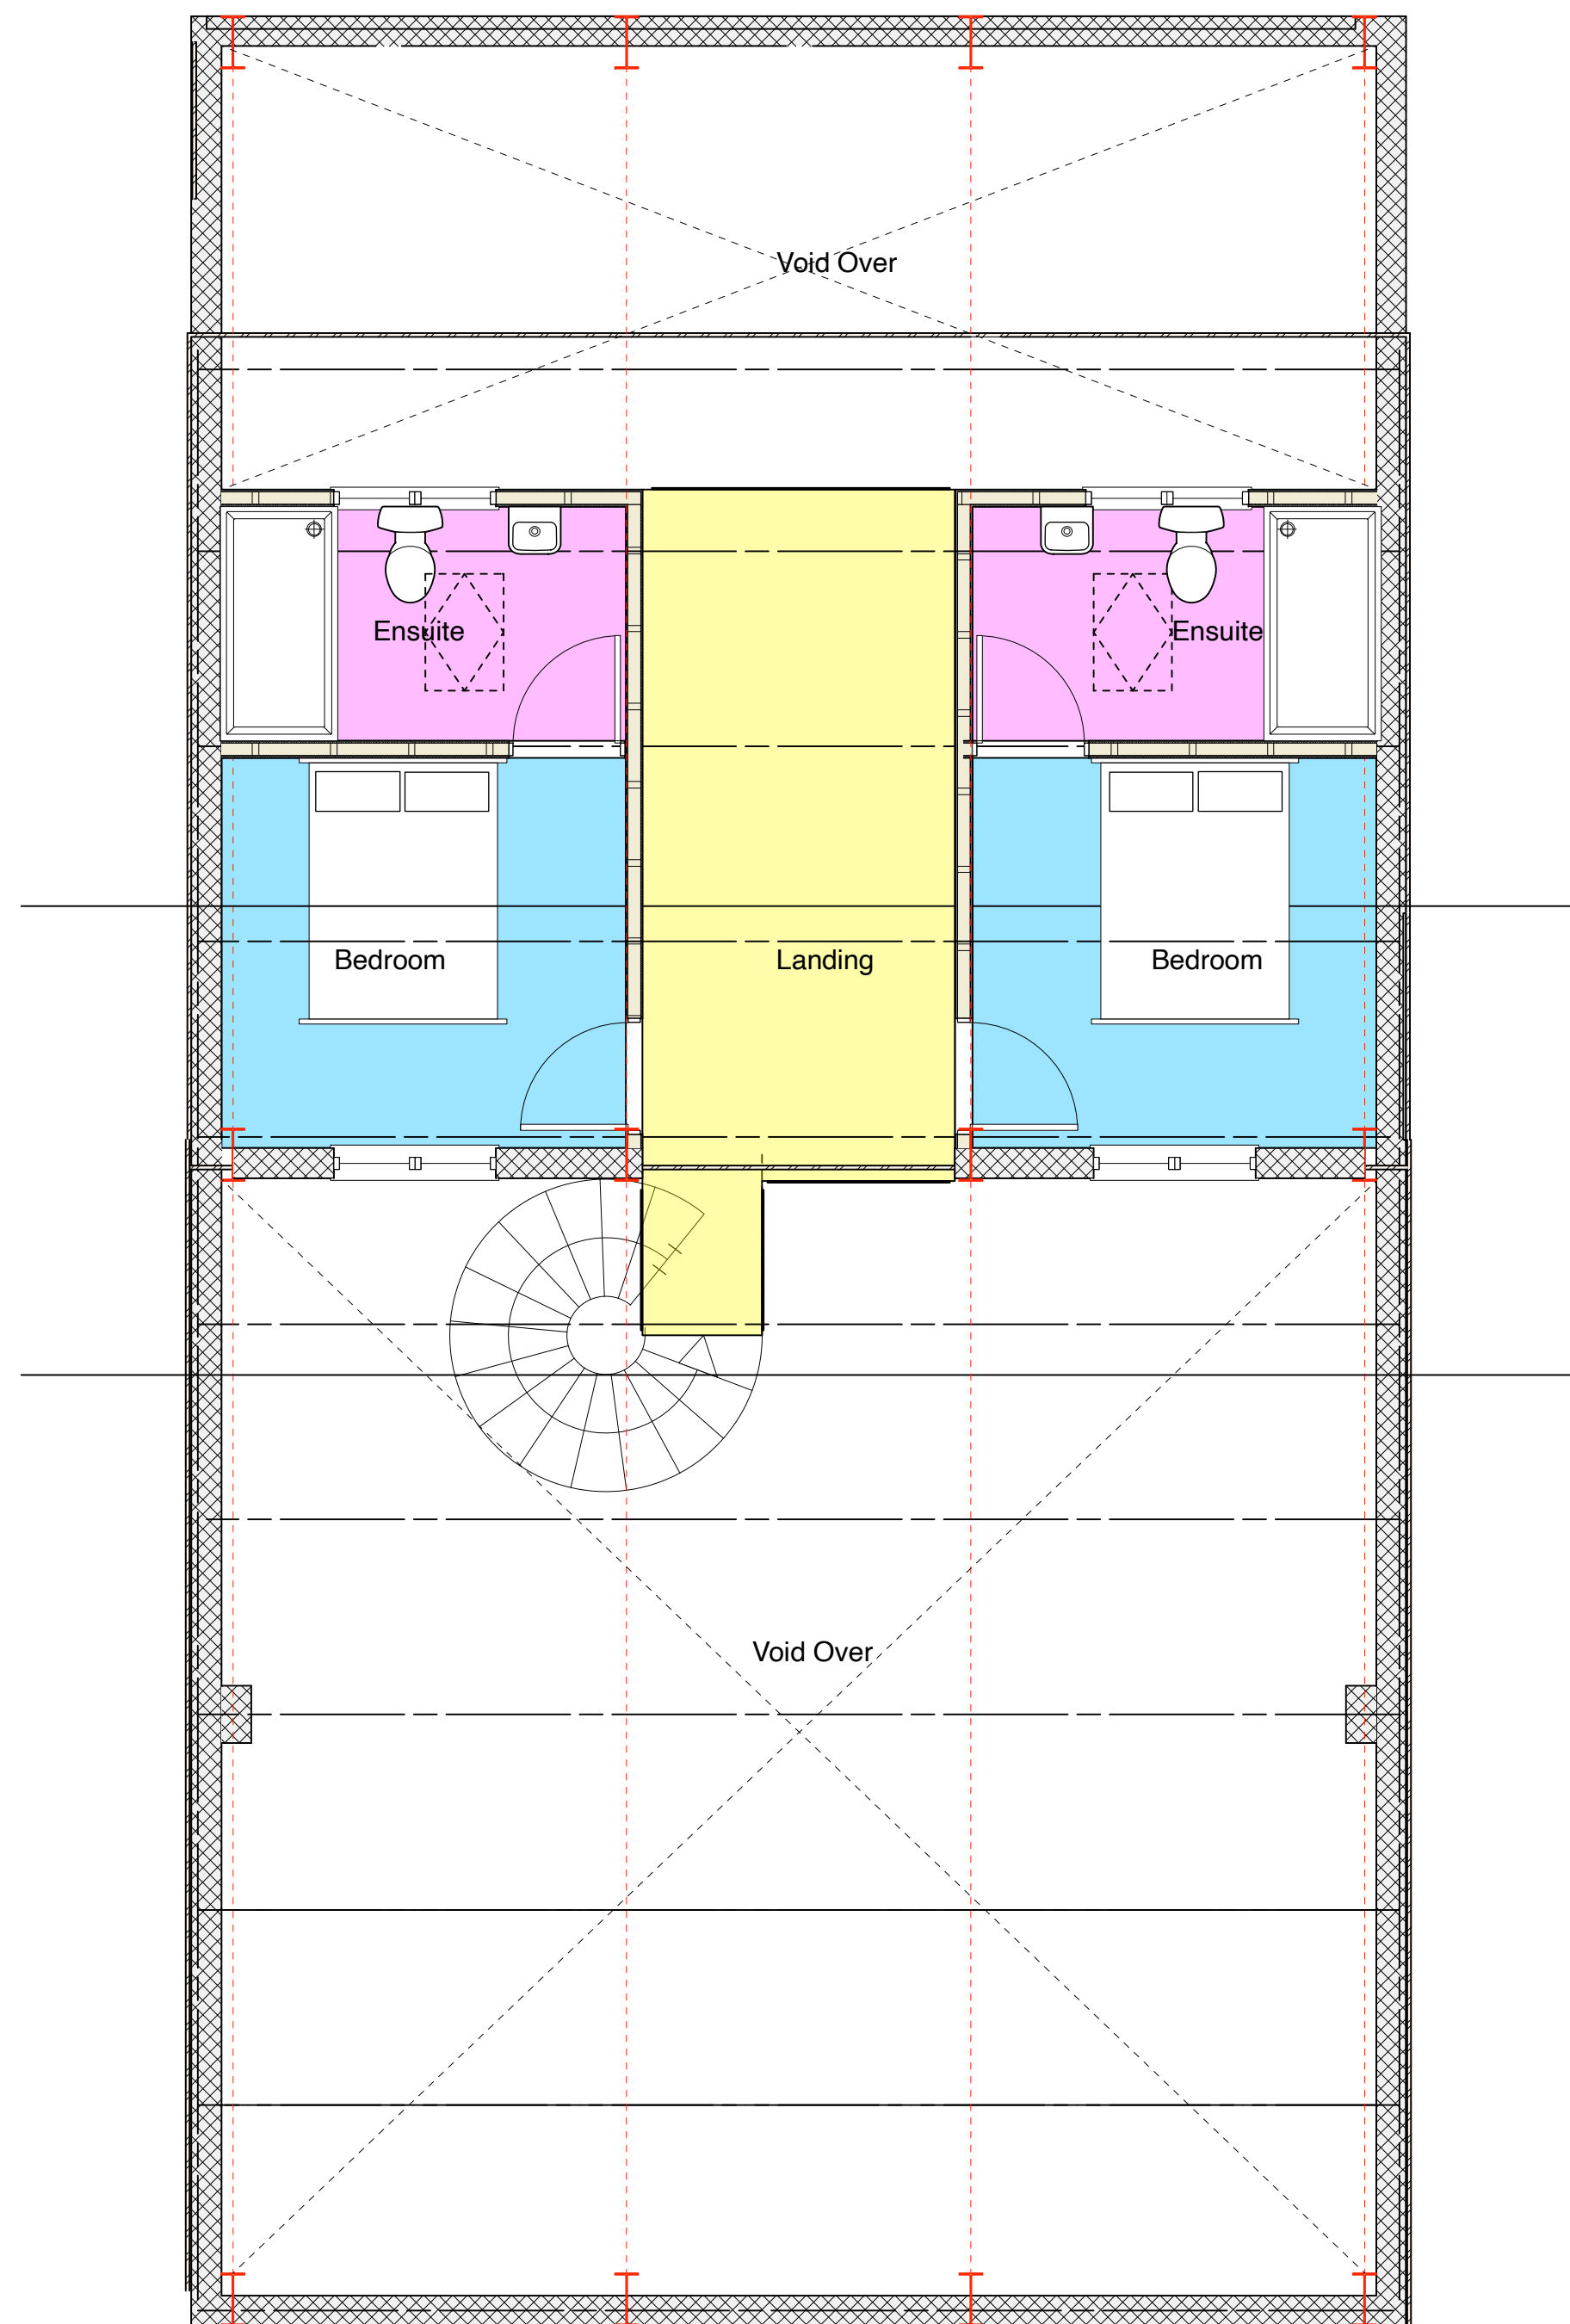 Void Over
Ensuite
Ensuite
Bedroom
Landing
Bedroom
Void Over